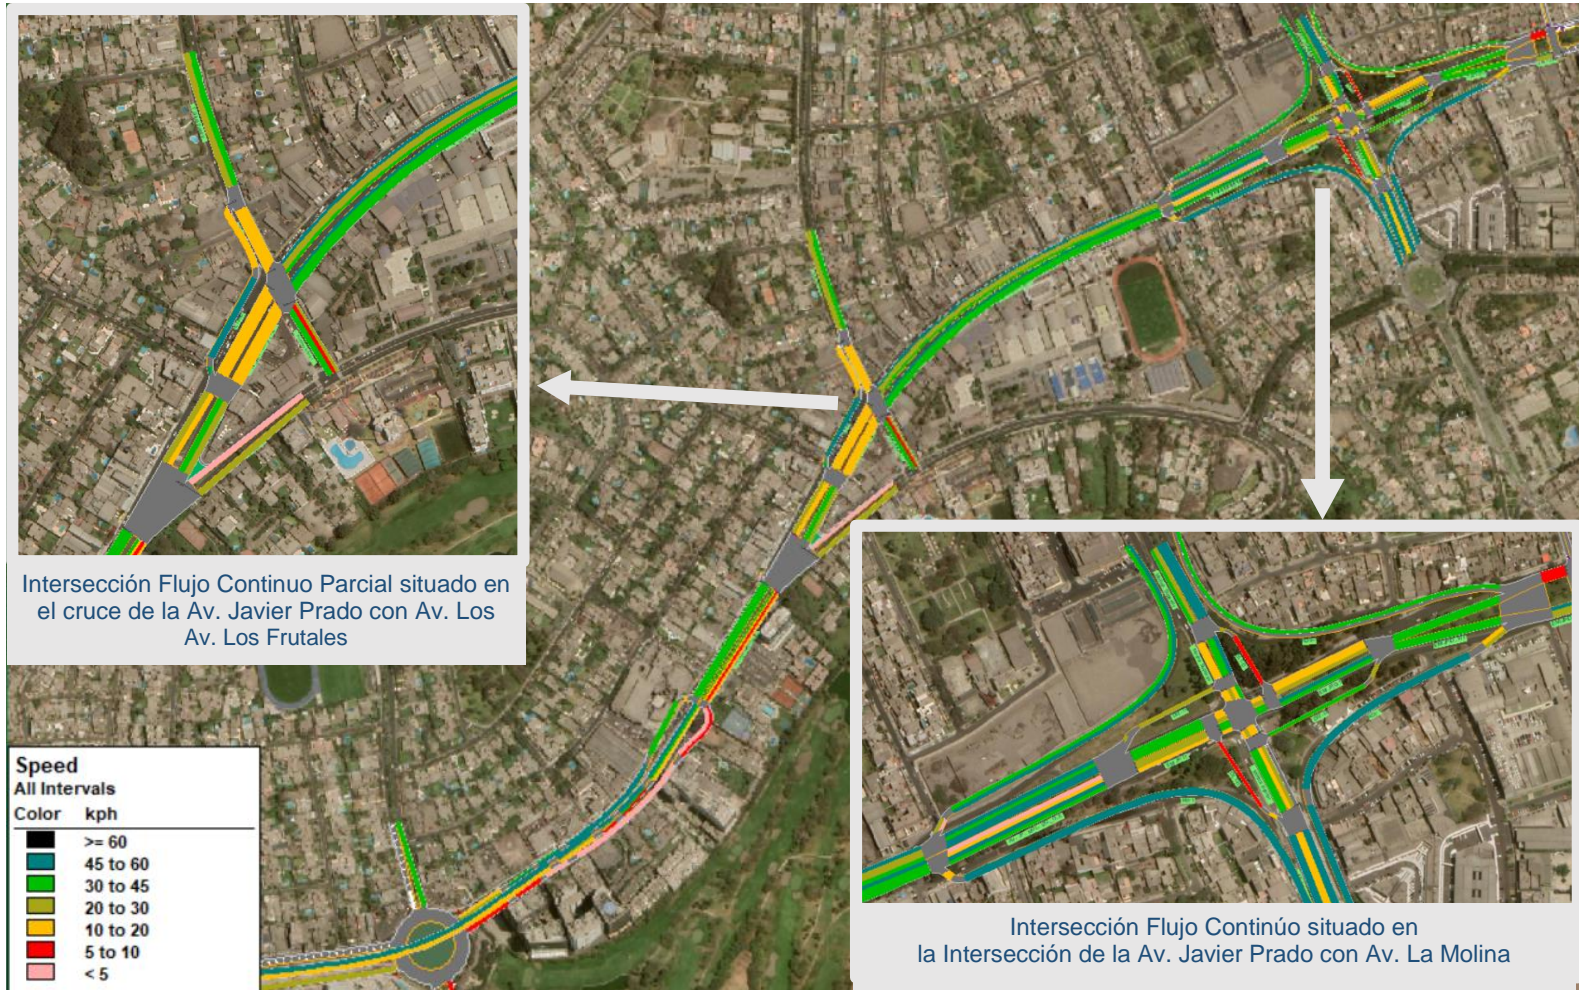 Intersección Flujo Continuo Parcial situado en
el cruce de la Av. Javier Prado con Av. Los
Av. Los Frutales
Speed
All Intervals
Color kph
>= 60
45 to 60
30 to 45
20 to 30
10 to 20
5 to 10
< 5
Intersección Flujo Continúo situado en
la Intersección de la Av. Javier Prado con Av. La Molina